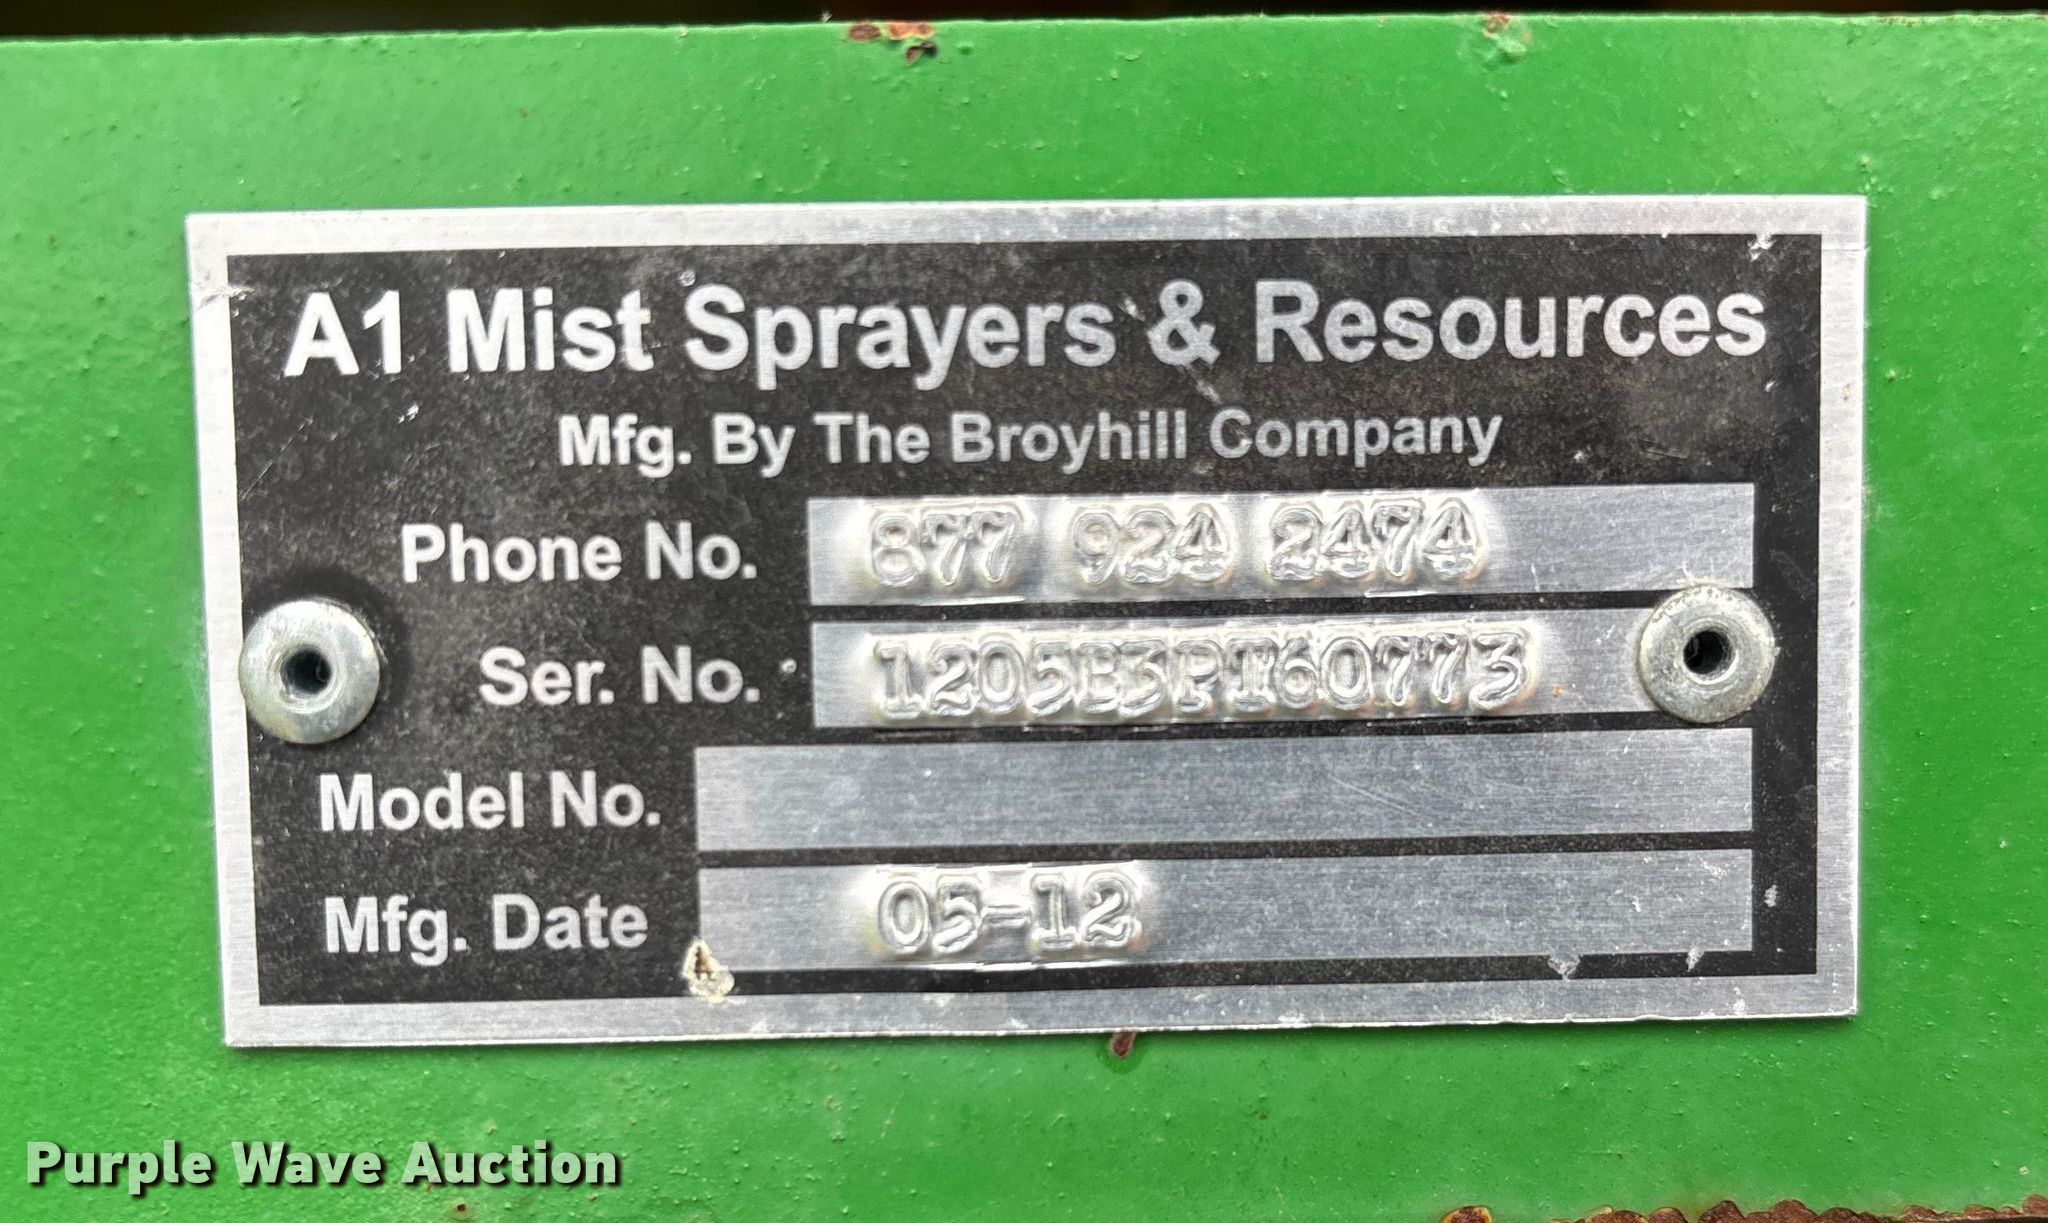 A1 Mist Sprayers & Resources
Mfg. By The Broyhill Company
Phone No. 877 924 2474
Ser. No. 1205B3PT60773
Model No.
Mfg. Date 05-12
Purple Wave Auction